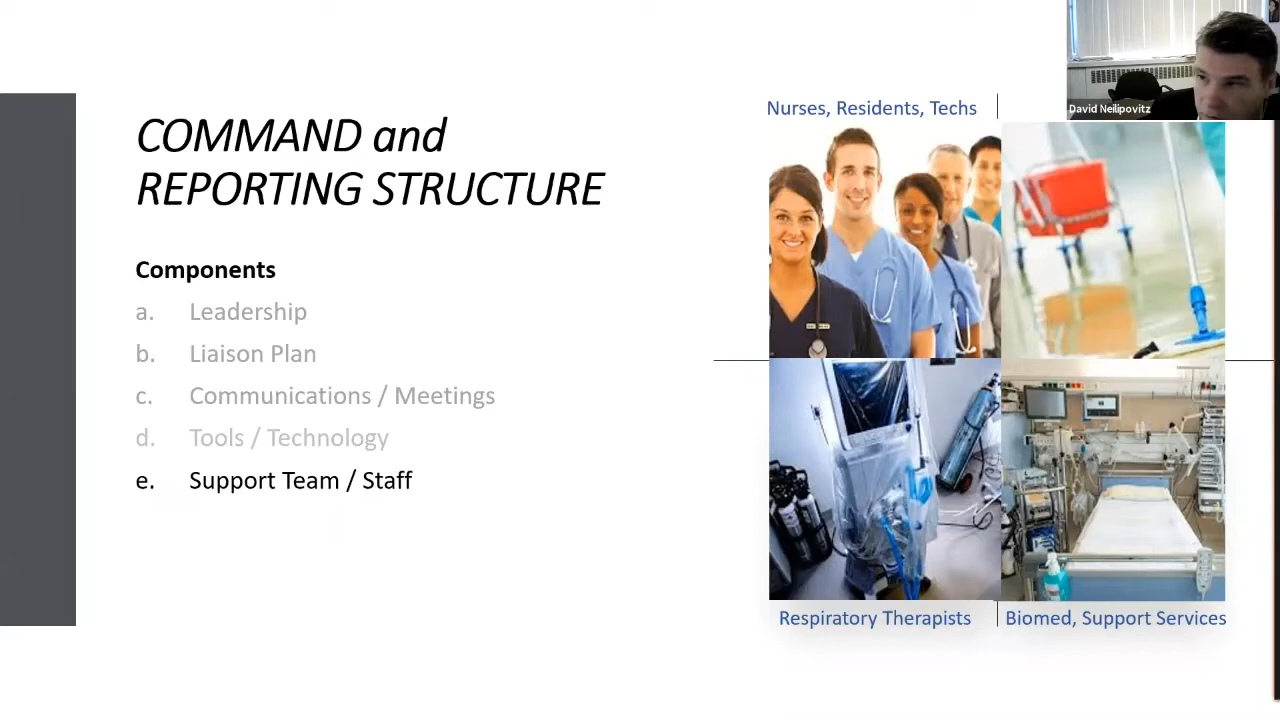 COMMAND and
REPORTING STRUCTURE
Components
a. Leadership
b. Liaison Plan
c. Communications / Meetings
d. Tools / Technology
e. Support Team / Staff
Nurses, Residents, Techs
David Neilipovitz
Respiratory Therapists
Biomed, Support Services